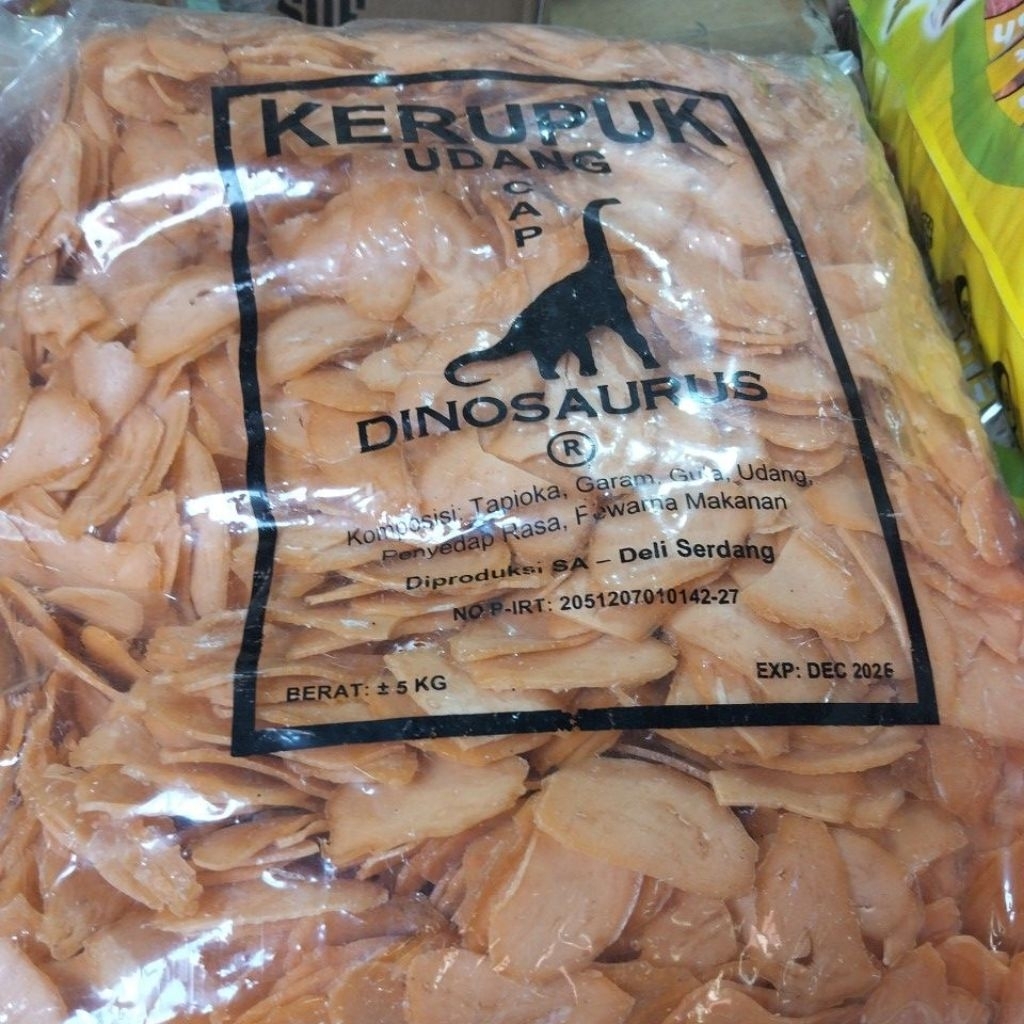 KERUPUK
UDANG
CAP
DINOSAURUS
®
Komposisi: Tapioka, Garam, Gula, Udang,
Penyedap Rasa, Pewarna Makanan
Diproduksi SA – Deli Serdang
NO P-IRT: 2051207010142-27
BERAT: ± 5 KG
EXP: DEC 2026